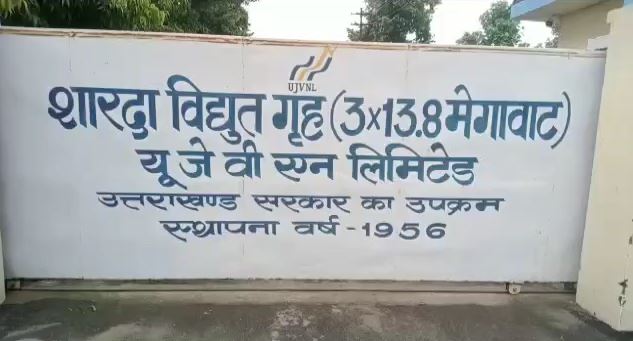 UJVNL
शारदा विद्युत गृह (3x13.8 मेगावाट)
यू जे वी एन लिमिटेड
उत्तराखण्ड सरकार का उपक्रम
स्थापना वर्ष - 1956